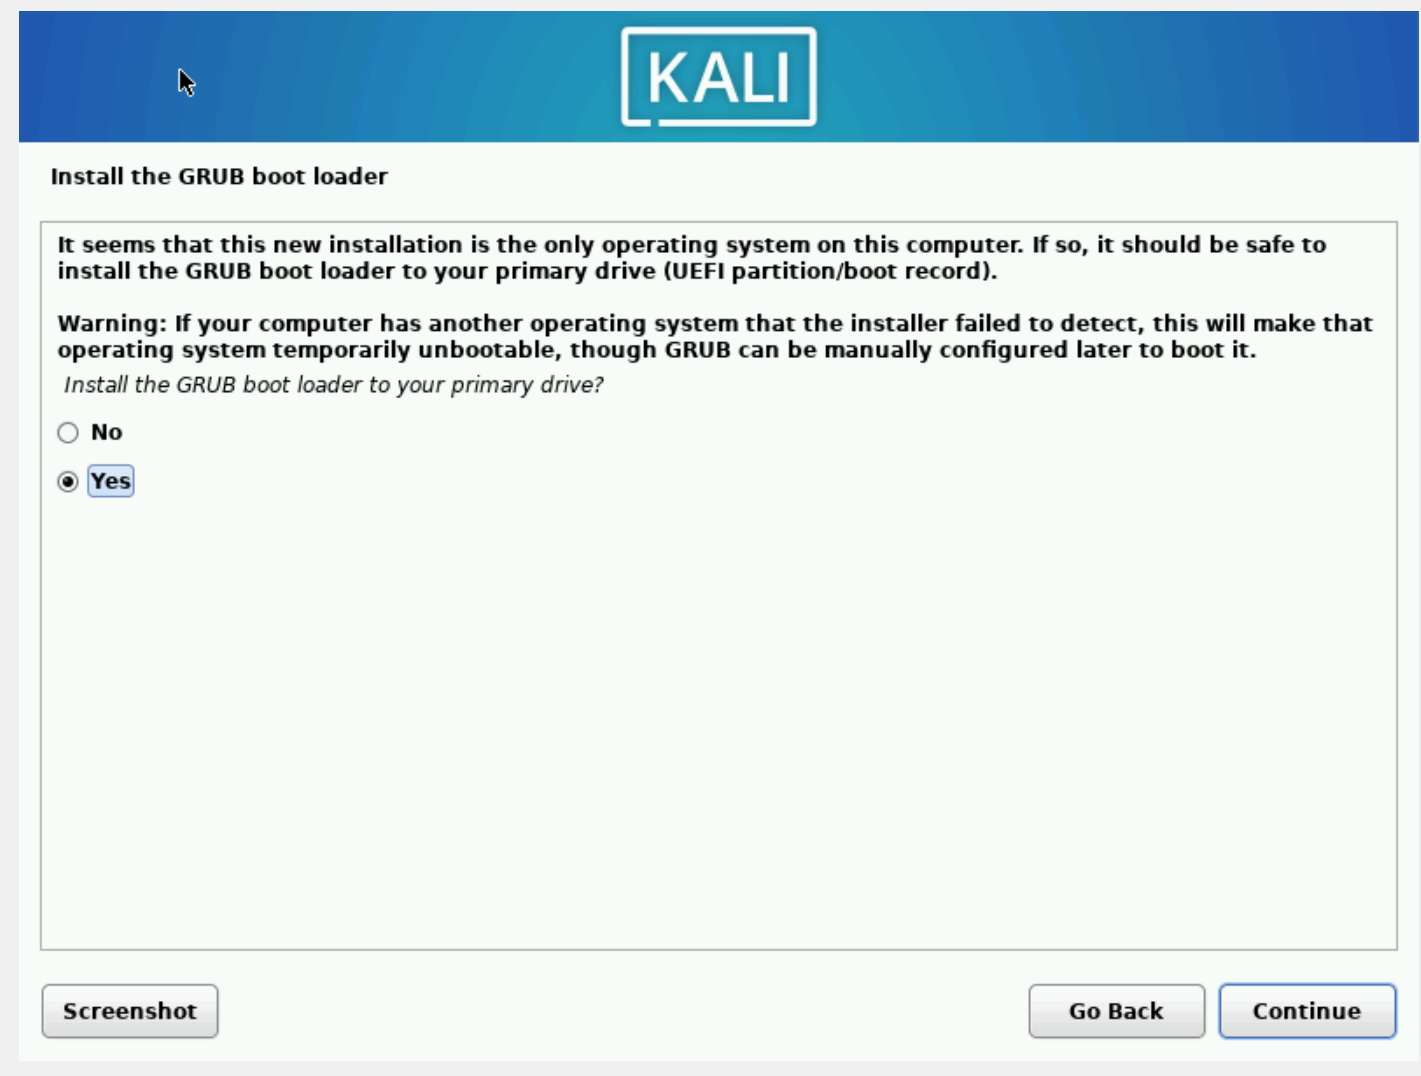 KALI
Install the GRUB boot loader
It seems that this new installation is the only operating system on this computer. If so, it should be safe to
install the GRUB boot loader to your primary drive (UEFI partition/boot record).
Warning: If your computer has another operating system that the installer failed to detect, this will make that
operating system temporarily unbootable, though GRUB can be manually configured later to boot it.
Install the GRUB boot loader to your primary drive?
No
Yes
Screenshot
Go Back
Continue